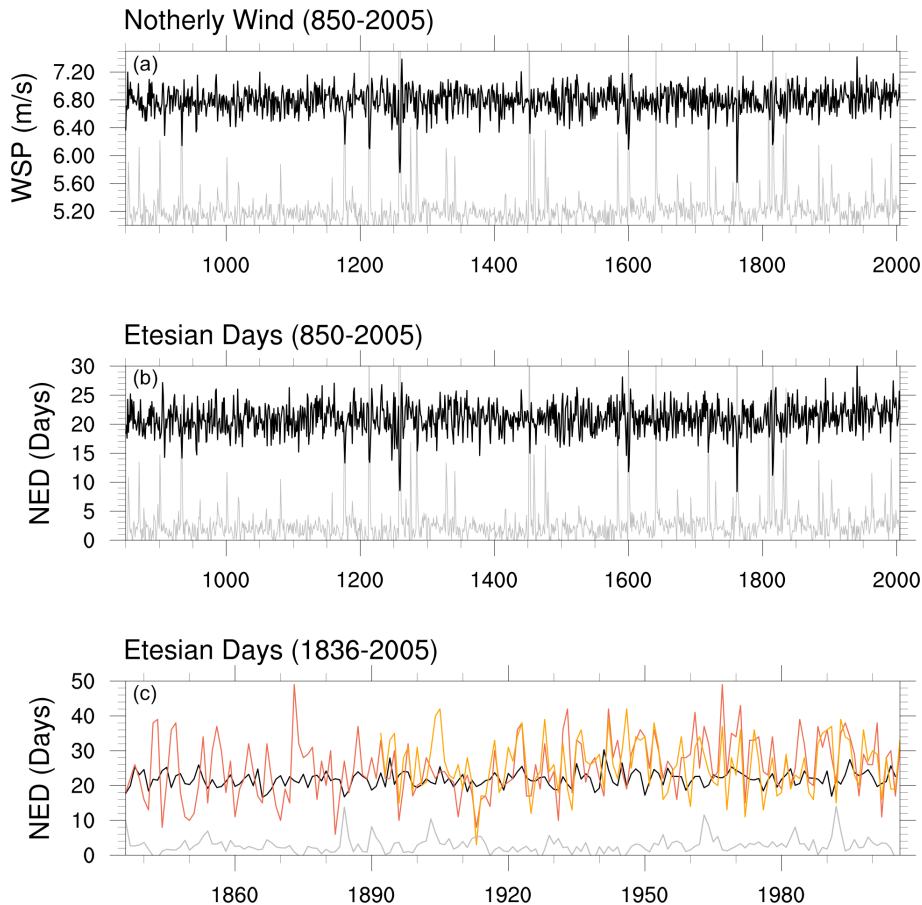 Notherly Wind (850-2005)
(a)
WSP (m/s)
7.20
6.80
6.40
6.00
5.60
5.20
1000 1200 1400 1600 1800 2000
Etesian Days (850-2005)
(b)
NED (Days)
30
25
20
15
10
5
0
1000 1200 1400 1600 1800 2000
Etesian Days (1836-2005)
(c)
NED (Days)
50
40
30
20
10
0
1860 1890 1920 1950 1980